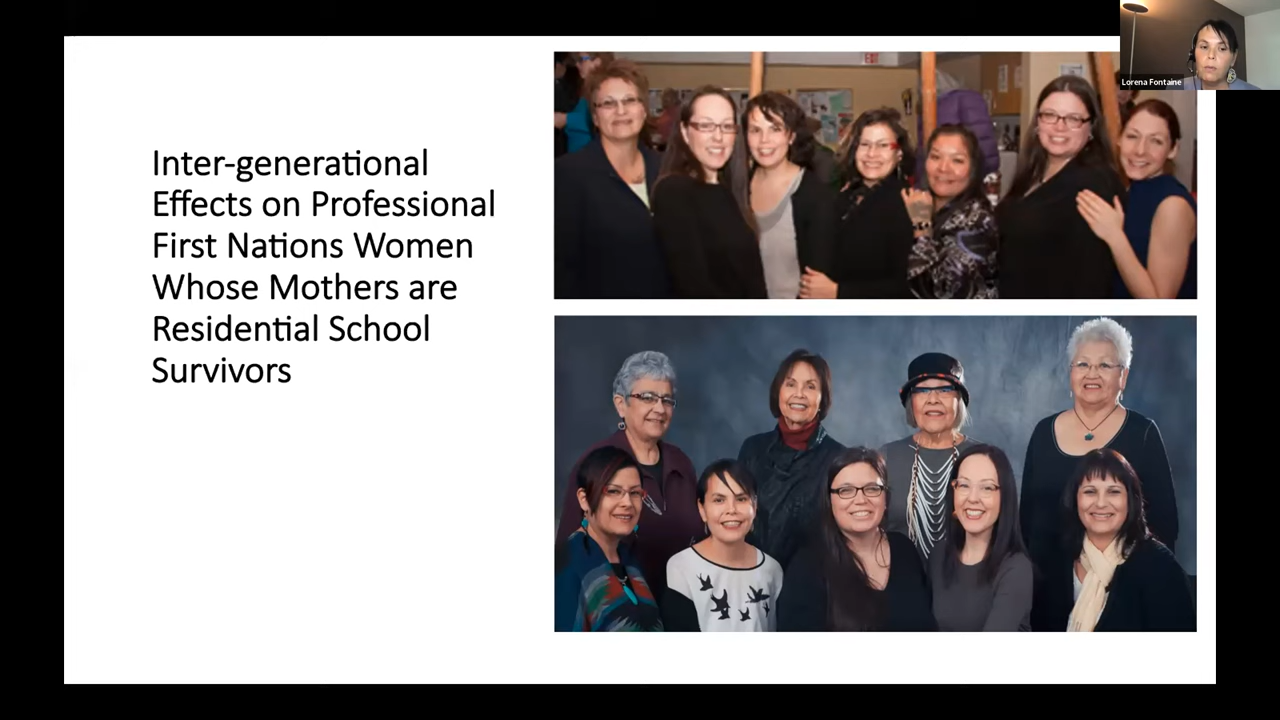 Inter-generational
Effects on Professional
First Nations Women
Whose Mothers are
Residential School
Survivors
Lorena Fontaine